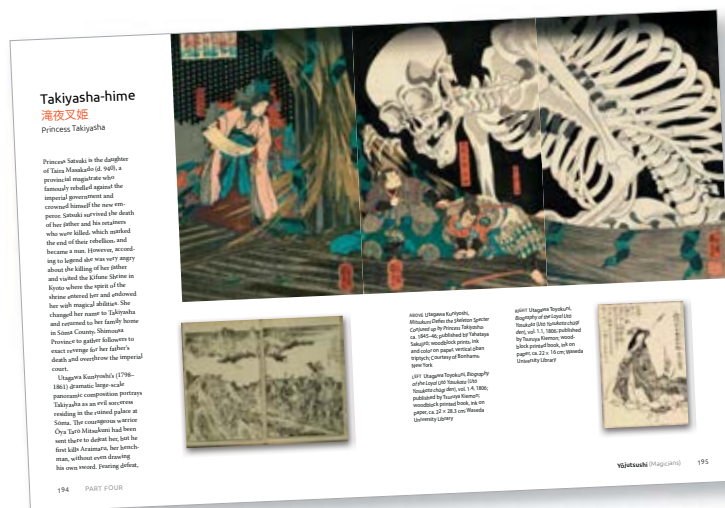 Takiyasha-hime
滝夜叉姫
Princess Takiyasha
Princess Satsuki is the daughter
of Taira Masakado (d. 940), a
provincial magistrate who
famously rebelled against the
imperial government and
crowned himself the new em-
peror. Satsuki survived the death
of her father and his retainers
who were killed, which marked
the end of their rebellion, and
became a nun. However, accord-
ing to legend she was very angry
about the killing of her father
and visited the Kifune Shrine in
Kyoto where the spirit of the
shrine entered her and endowed
her with magical abilities. She
changed her name to Takiyasha
and returned to her family home
in Sōma County, Shimousa
Province to gather followers to
exact revenge for her father's
death and overthrow the imperial
court.
Utagawa Kuniyoshi's (1798–
1861) dramatic large-scale
panoramic composition portrays
Takiyasha as an evil sorceress
residing in the ruined palace at
Sōma. The courageous warrior
Ōya Tarō Mitsukuni had been
sent there to defeat her, but he
first kills Araimaru, her hench-
man, without even drawing
his own sword. Fearing defeat,
194 PART FOUR
ABOVE Utagawa Kuniyoshi,
Mitsukuni Defies the Skeleton Specter
Conjured up by Princess Takiyasha
ca. 1845–46; published by Yahataya
Sakujirō; woodblock prints, ink
and color on paper, vertical ōban
triptych; Courtesy of Bonhams
New York
LEFT Utagawa Toyokuni, Biography
of the Loyal Utō Yasukata (Utō
Yasukata chūgi den), vol. 1.4, 1806;
published by Tsuruya Kiemon;
woodblock printed book, ink on
paper, ca. 22 × 28.3 cm; Waseda
University Library
RIGHT Utagawa Toyokuni,
Biography of the Loyal Utō
Yasukata (Utō Yasukata chūgi
den), vol. 1.1, 1806; published
by Tsuruya Kiemon; wood-
block printed book, ink on
paper, ca. 22 × 16 cm; Waseda
University Library
Yōjutsushi (Magicians) 195